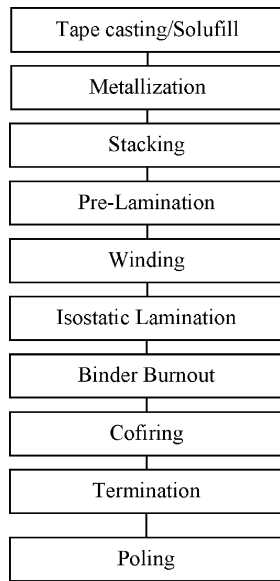 Tape casting/Solufill
Metallization
Stacking
Pre-Lamination
Winding
Isostatic Lamination
Binder Burnout
Cofiring
Termination
Poling